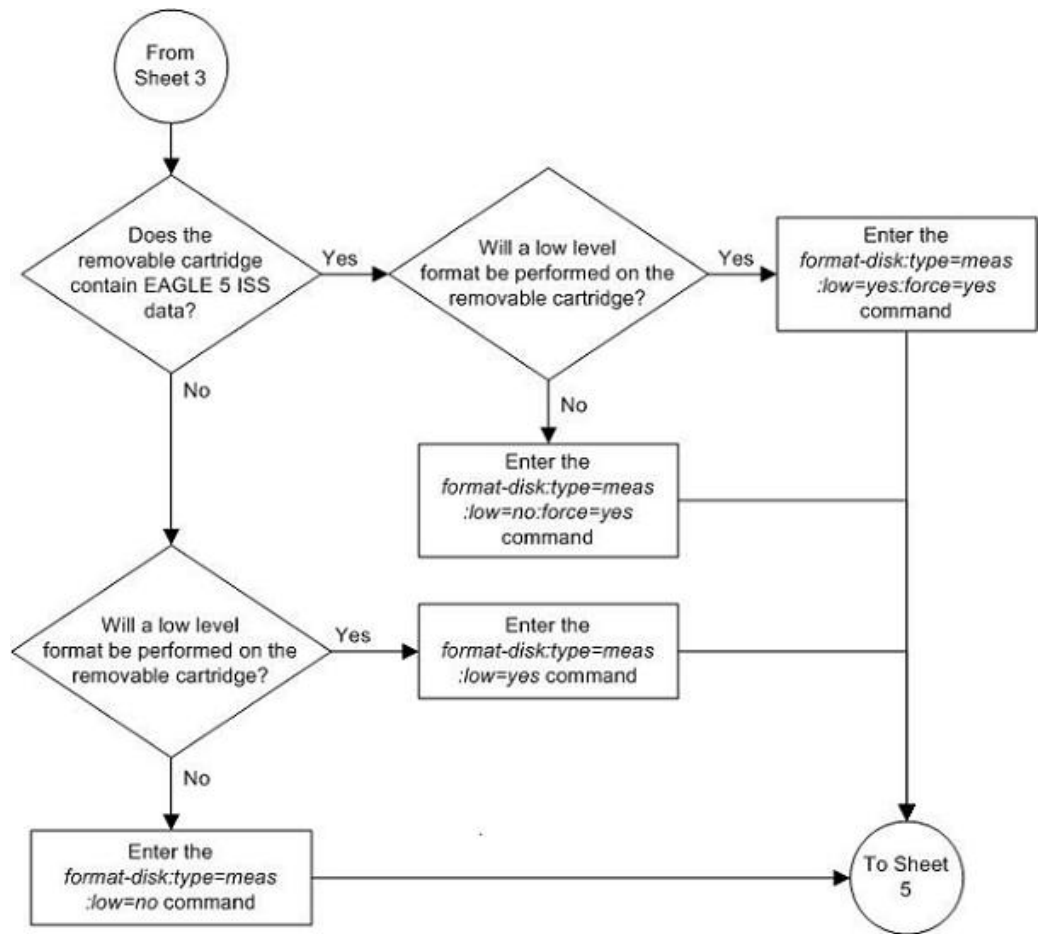 From
Sheet 3
Does the
removable cartridge
contain EAGLE 5 ISS
data?
Yes
Will a low level
format be performed on the
removable cartridge?
Yes
Enter the
format-disk:type=meas
:low=yes:force=yes
command
No
No
Enter the
format-disk:type=meas
:low=no:force=yes
command
Will a low level
format be performed on the
removable cartridge?
Yes
Enter the
format-disk:type=meas
:low=yes command
No
Enter the
format-disk:type=meas
:low=no command
To Sheet
5